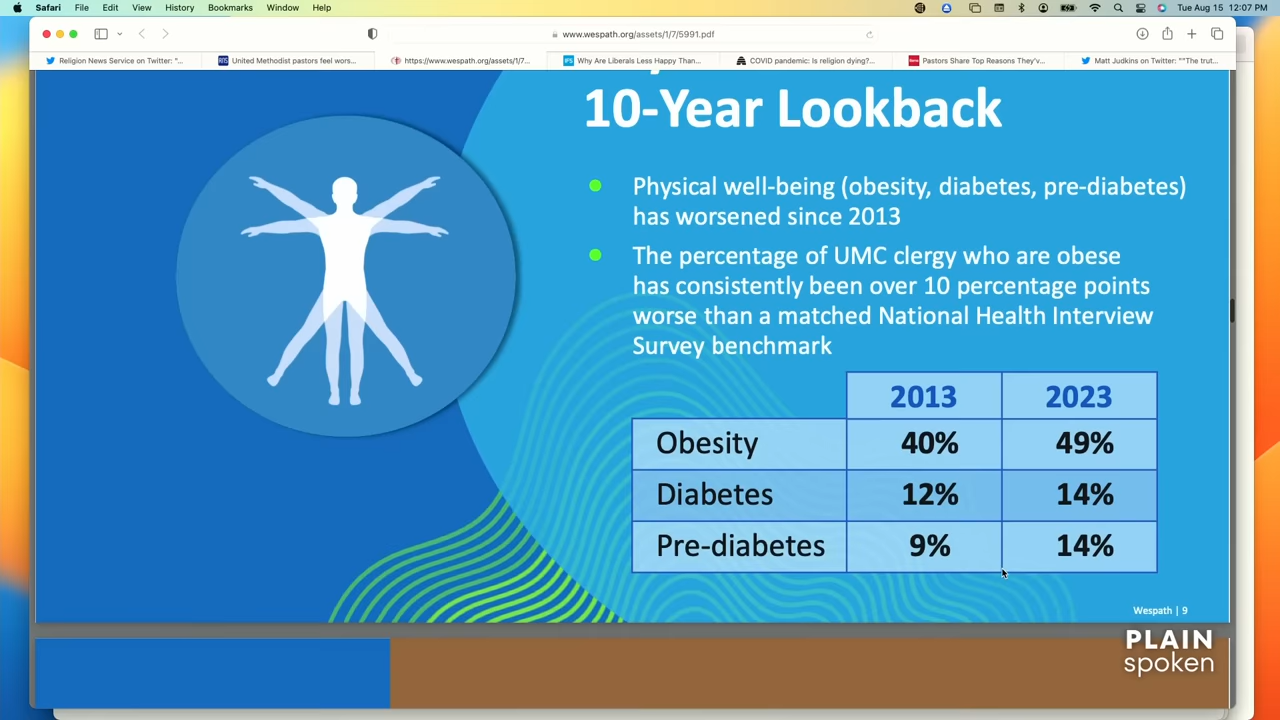 Safari File Edit View History Bookmarks Window Help Tue Aug 15 12:07 PM
www.wespath.org/assets/1/7/5991.pdf
Religion News Service on Twitter: "... United Methodist pastors feel wors... https://www.wespath.org/assets/1/7... Why Are Liberals Less Happy Than... COVID pandemic: Is religion dying?... Pastors Share Top Reasons They'v... Matt Judkins on Twitter: ""The trut...
10-Year Lookback
Physical well-being (obesity, diabetes, pre-diabetes)
has worsened since 2013
The percentage of UMC clergy who are obese
has consistently been over 10 percentage points
worse than a matched National Health Interview
Survey benchmark
2013 2023
Obesity 40% 49%
Diabetes 12% 14%
Pre-diabetes 9% 14%
Wespath | 9
PLAIN
spoken